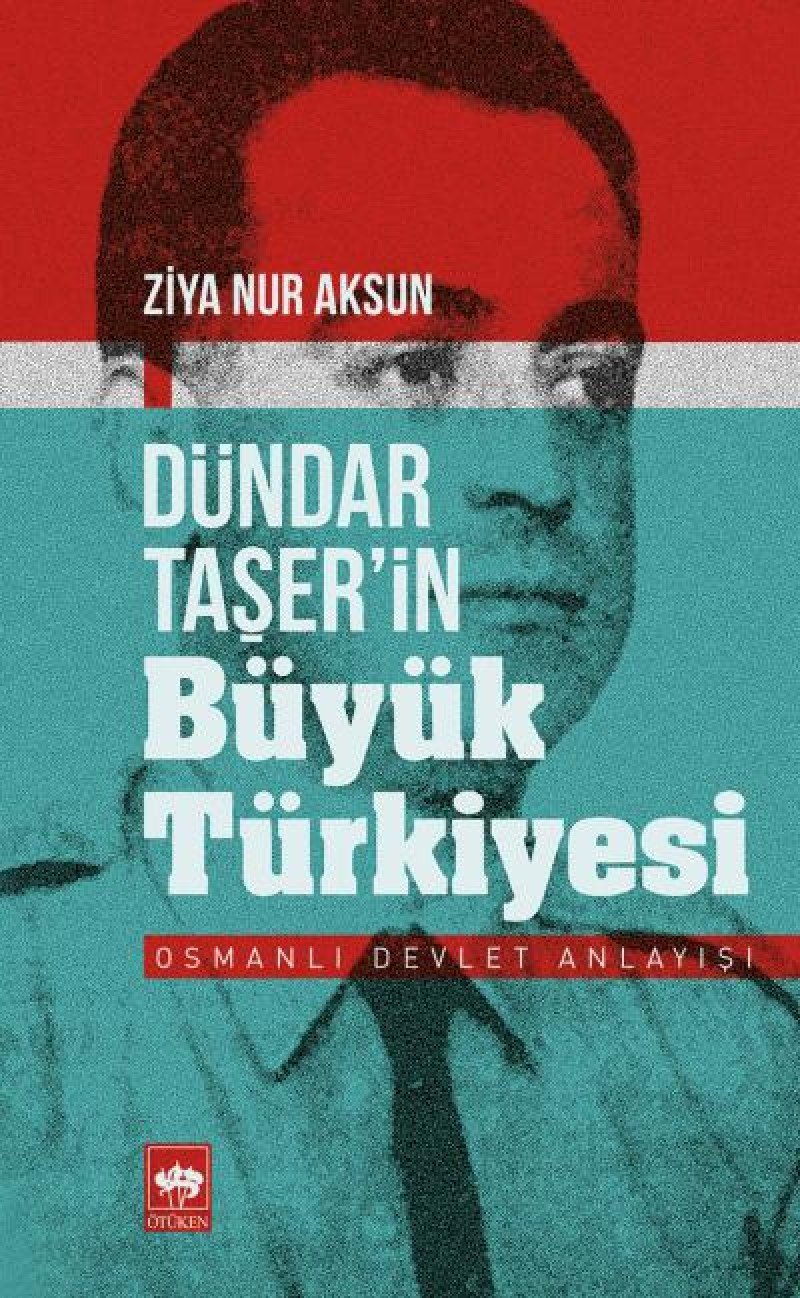 ZİYA NUR AKSUN
DÜNDAR
TAŞER'İN
Büyük
Türkiyesi
OSMANLI DEVLET ANLAYIŞI
ÖTÜKEN